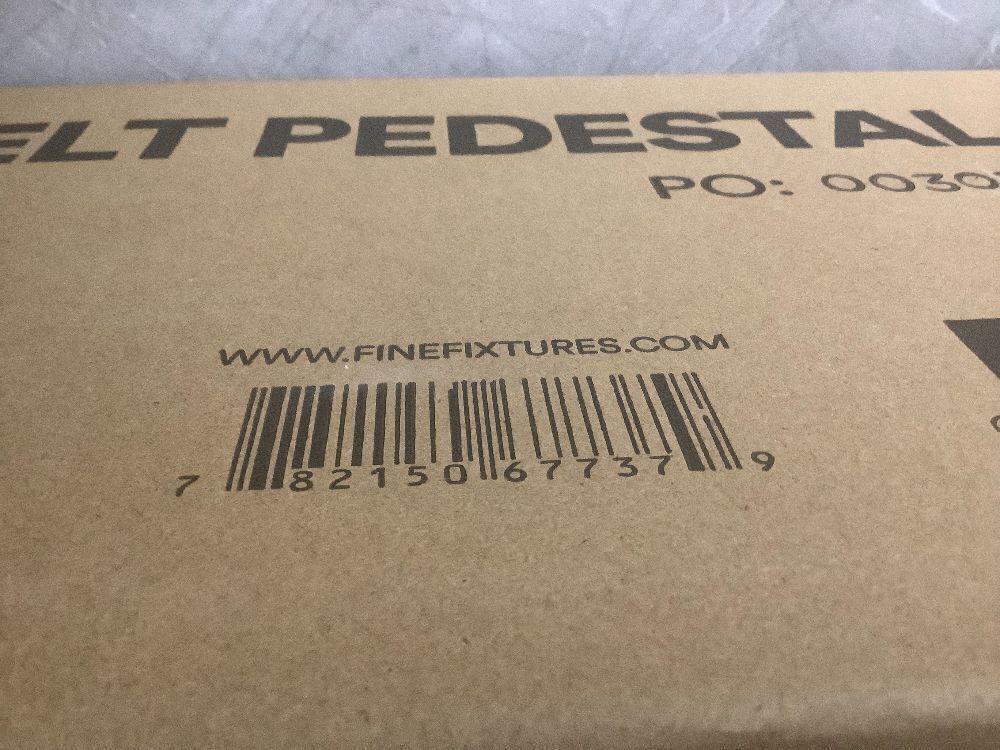 ELT PEDESTAL
PO: 0030
WWW.FINEFIXTURES.COM
7 82150 67737 9